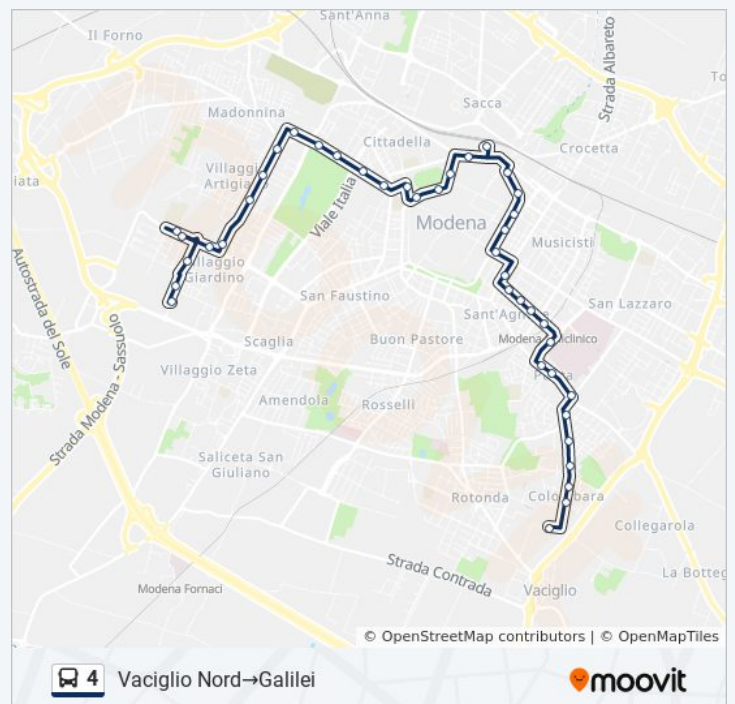 Sant'Anna
Il Forno
Strada Albareto
Sacca
Madonnina
Cittadella
Crocetta
Villaggio
Artigiano
Viale Italia
Modena
Musicisti
Villaggio
Giardino
Autostrada del Sole
San Faustino
San Lazzaro
Sant'Agnese
Scaglia
Buon Pastore
Modena Policlinico
Villaggio Zeta
Strada Modena - Sassuolo
Amendola
Rosselli
Saliceta San
Giuliano
Rotonda
Colombara
Collegarola
Strada Contrada
La Botteg
Modena Fornaci
Vaciglio
© OpenStreetMap contributors | © OpenMapTiles
4 Vaciglio Nord→Galilei
moovit